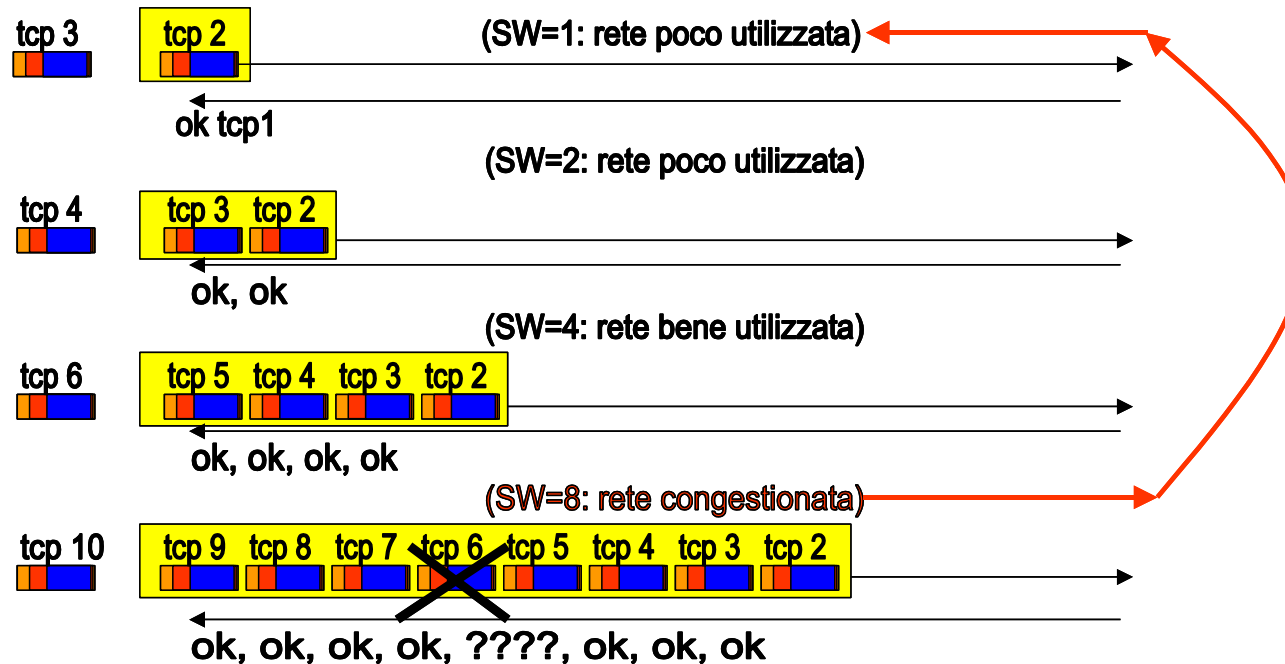 tcp 3 tcp 2 (SW=1: rete poco utilizzata)
ok tcp1
(SW=2: rete poco utilizzata)
tcp 4 tcp 3 tcp 2
ok, ok
(SW=4: rete bene utilizzata)
tcp 6 tcp 5 tcp 4 tcp 3 tcp 2
ok, ok, ok, ok
(SW=8: rete congestionata)
tcp 10 tcp 9 tcp 8 tcp 7 tcp 6 tcp 5 tcp 4 tcp 3 tcp 2
ok, ok, ok, ok, ????, ok, ok, ok